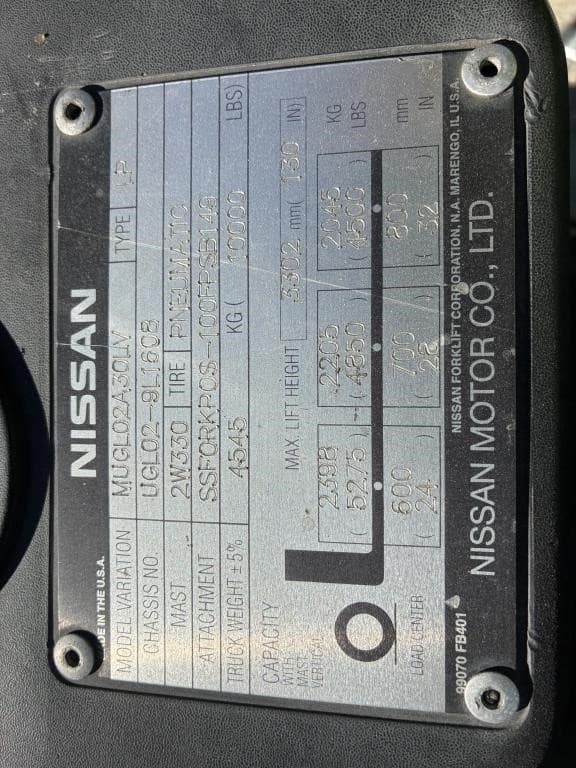 DE IN THE U.S.A.
NISSAN
MODEL VARIATION MUGL02A30LV TYPE LP
CHASSIS NO. UGL02-9L1608
MAST 2W330 TIRE PNEUMATIC
ATTACHMENT SSFORKPOS-100FPSB149
TRUCK WEIGHT ± 5% 4545 KG ( 10000 LBS)
CAPACITY
WITH
MAST
VERTICAL
MAX. LIFT HEIGHT 3302 mm( 130 IN)
2398 2205 2045 KG
( 5275 ) ( 4850 ) ( 4500 ) LBS
LOAD CENTER
600 700 800 mm
( 24 ) ( 28 ) ( 32 ) IN
99070 FB401
NISSAN FORKLIFT CORPORATION, N.A. MARENGO, IL U.S.A.
NISSAN MOTOR CO., LTD.